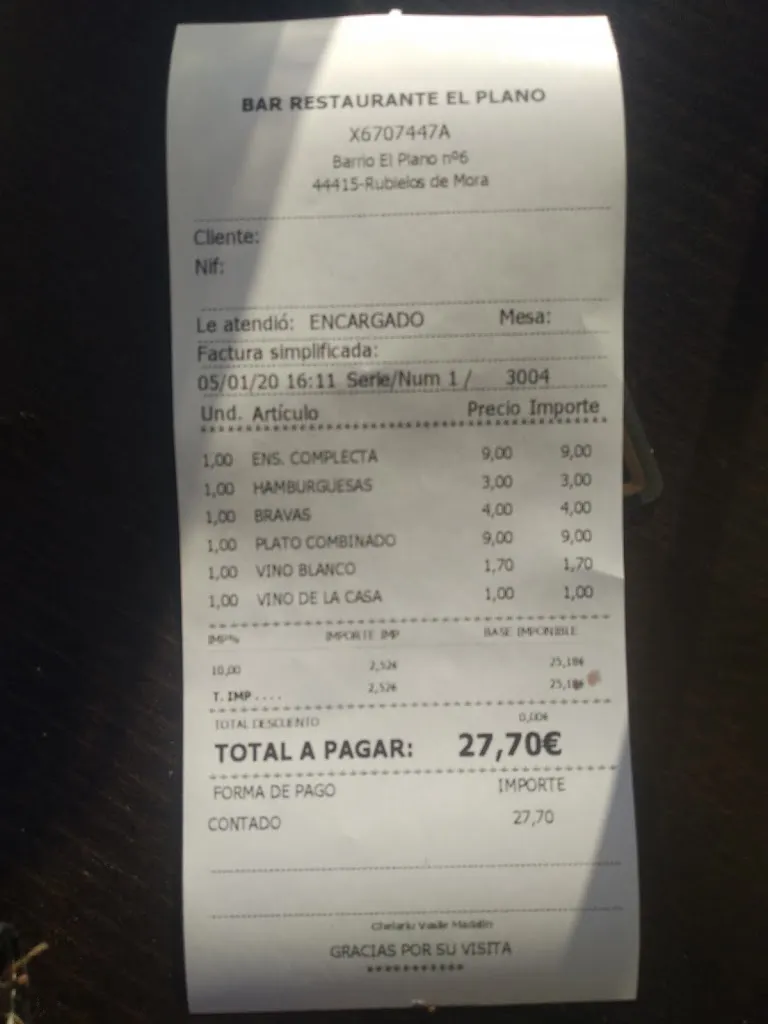 BAR RESTAURANTE EL PLANO
X6707447A
Barrio El Plano nº6
44415-Rubielos de Mora
Cliente:
Nif:
Le atendió: ENCARGADO Mesa:
Factura simplificada:
05/01/20 16:11 Serie/Num 1 / 3004
Und. Artículo Precio Importe
1,00 ENS. COMPLECTA 9,00 9,00
1,00 HAMBURGUESAS 3,00 3,00
1,00 BRAVAS 4,00 4,00
1,00 PLATO COMBINADO 9,00 9,00
1,00 VINO BLANCO 1,70 1,70
1,00 VINO DE LA CASA 1,00 1,00
IMP% IMPORTE IMP BASE IMPONIBLE
10,00 2,52€ 25,18€
T. IMP .... 2,52€ 25,18€
TOTAL DESCUENTO 0,00€
TOTAL A PAGAR: 27,70€
FORMA DE PAGO IMPORTE
CONTADO 27,70
Vasile
GRACIAS POR SU VISITA
***********